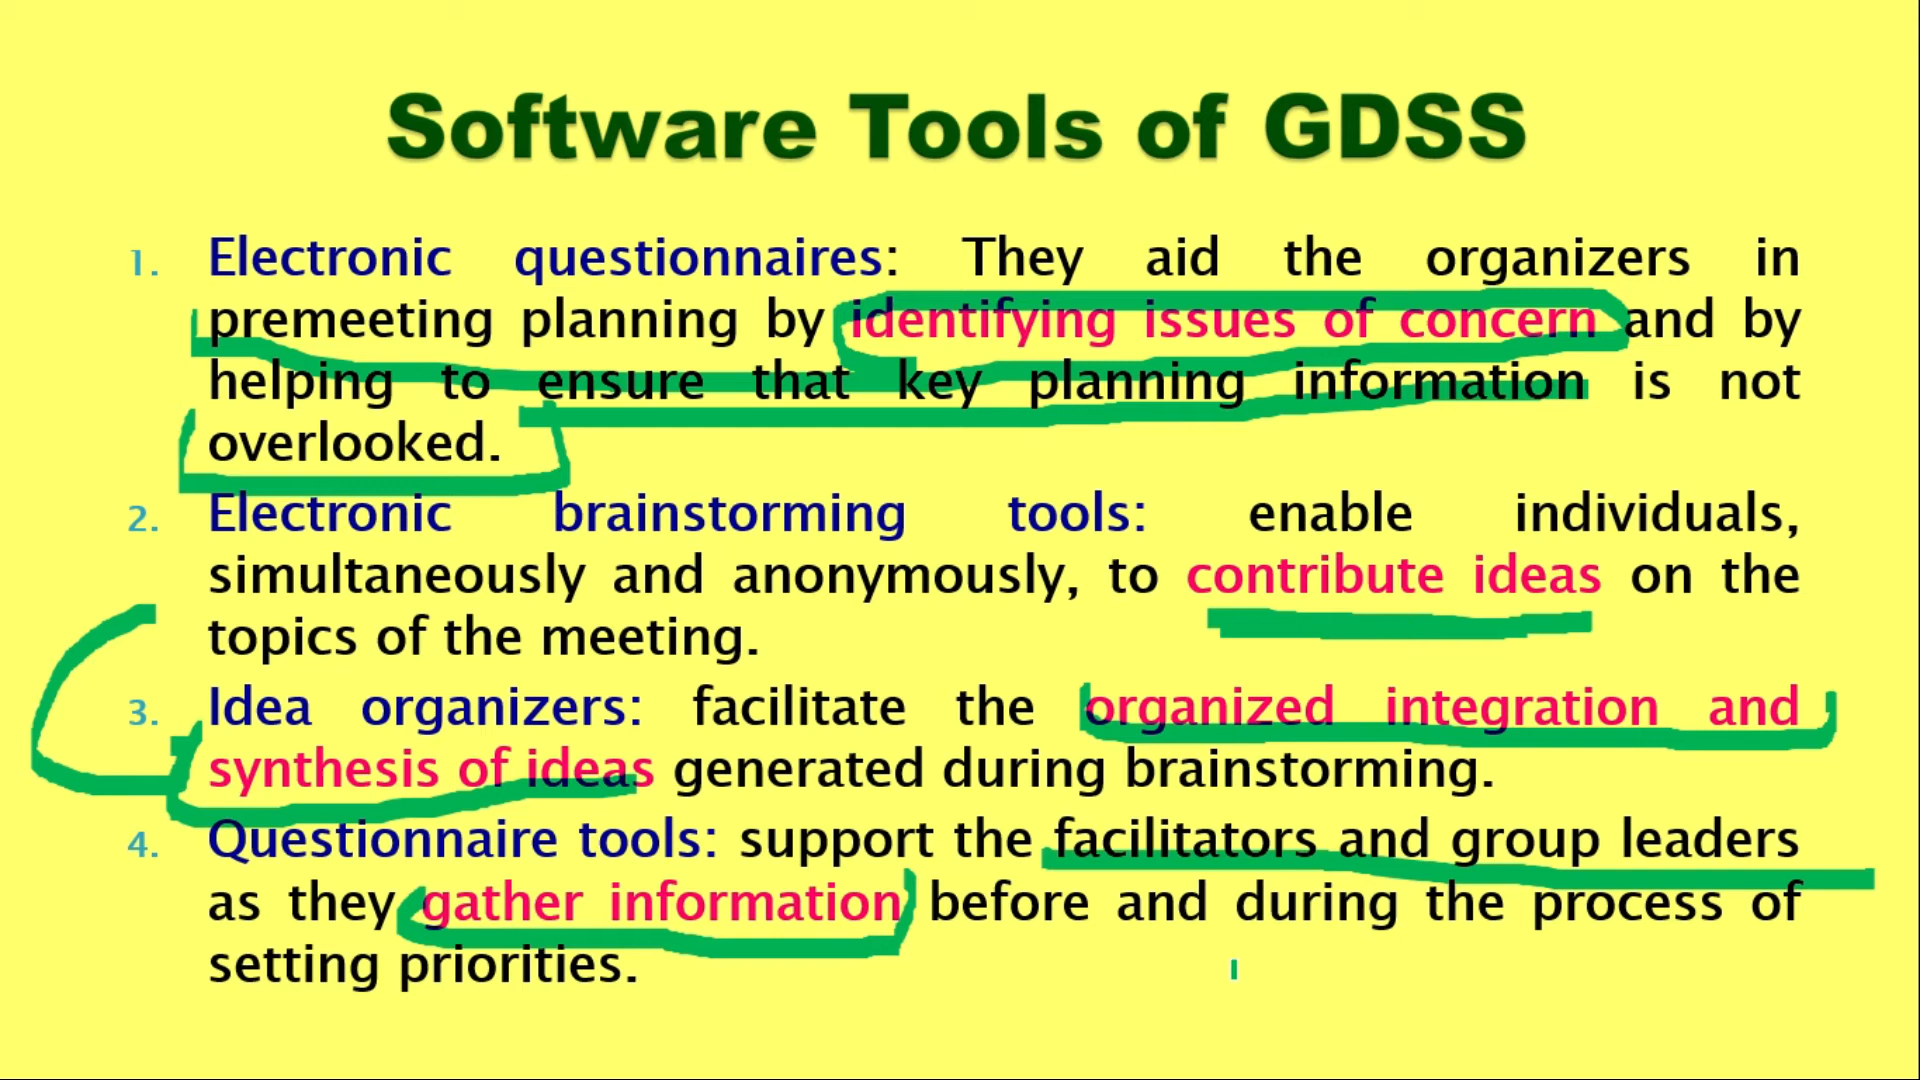 Software Tools of GDSS
1. Electronic questionnaires: They aid the organizers in
premeeting planning by identifying issues of concern and by
helping to ensure that key planning information is not
overlooked.
2. Electronic brainstorming tools: enable individuals,
simultaneously and anonymously, to contribute ideas on the
topics of the meeting.
3. Idea organizers: facilitate the organized integration and
synthesis of ideas generated during brainstorming.
4. Questionnaire tools: support the facilitators and group leaders
as they gather information before and during the process of
setting priorities.